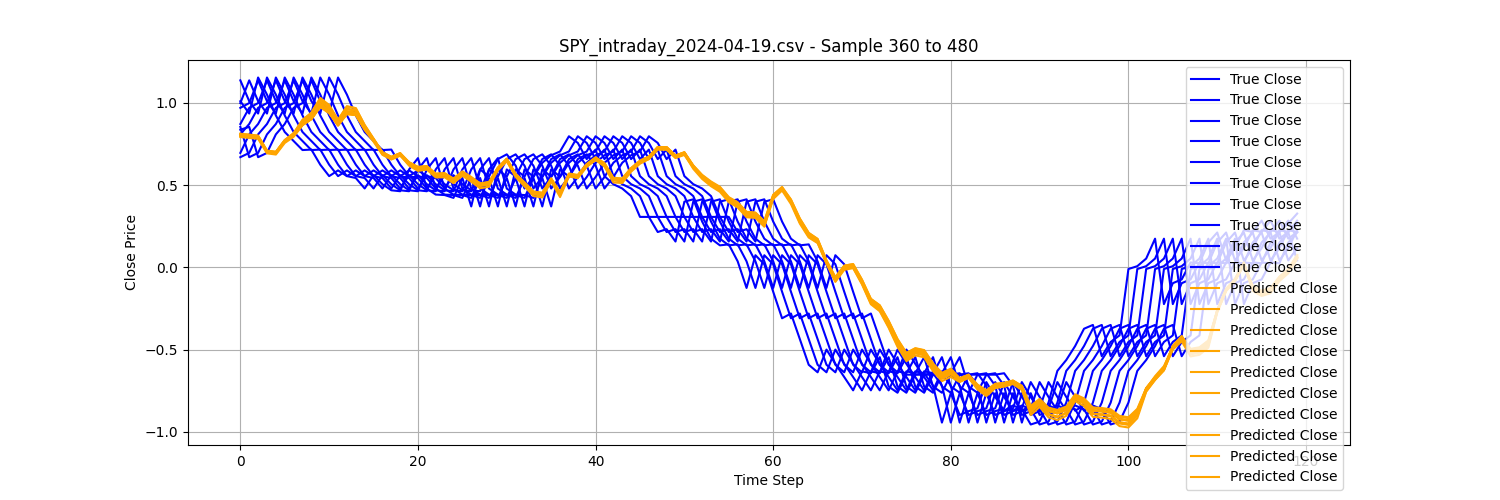 SPY_intraday_2024-04-19.csv - Sample 360 to 480
Close Price
1.0
0.5
0.0
−0.5
−1.0
0
20
40
60
80
100
120
Time Step
True Close
True Close
True Close
True Close
True Close
True Close
True Close
True Close
True Close
True Close
Predicted Close
Predicted Close
Predicted Close
Predicted Close
Predicted Close
Predicted Close
Predicted Close
Predicted Close
Predicted Close
Predicted Close